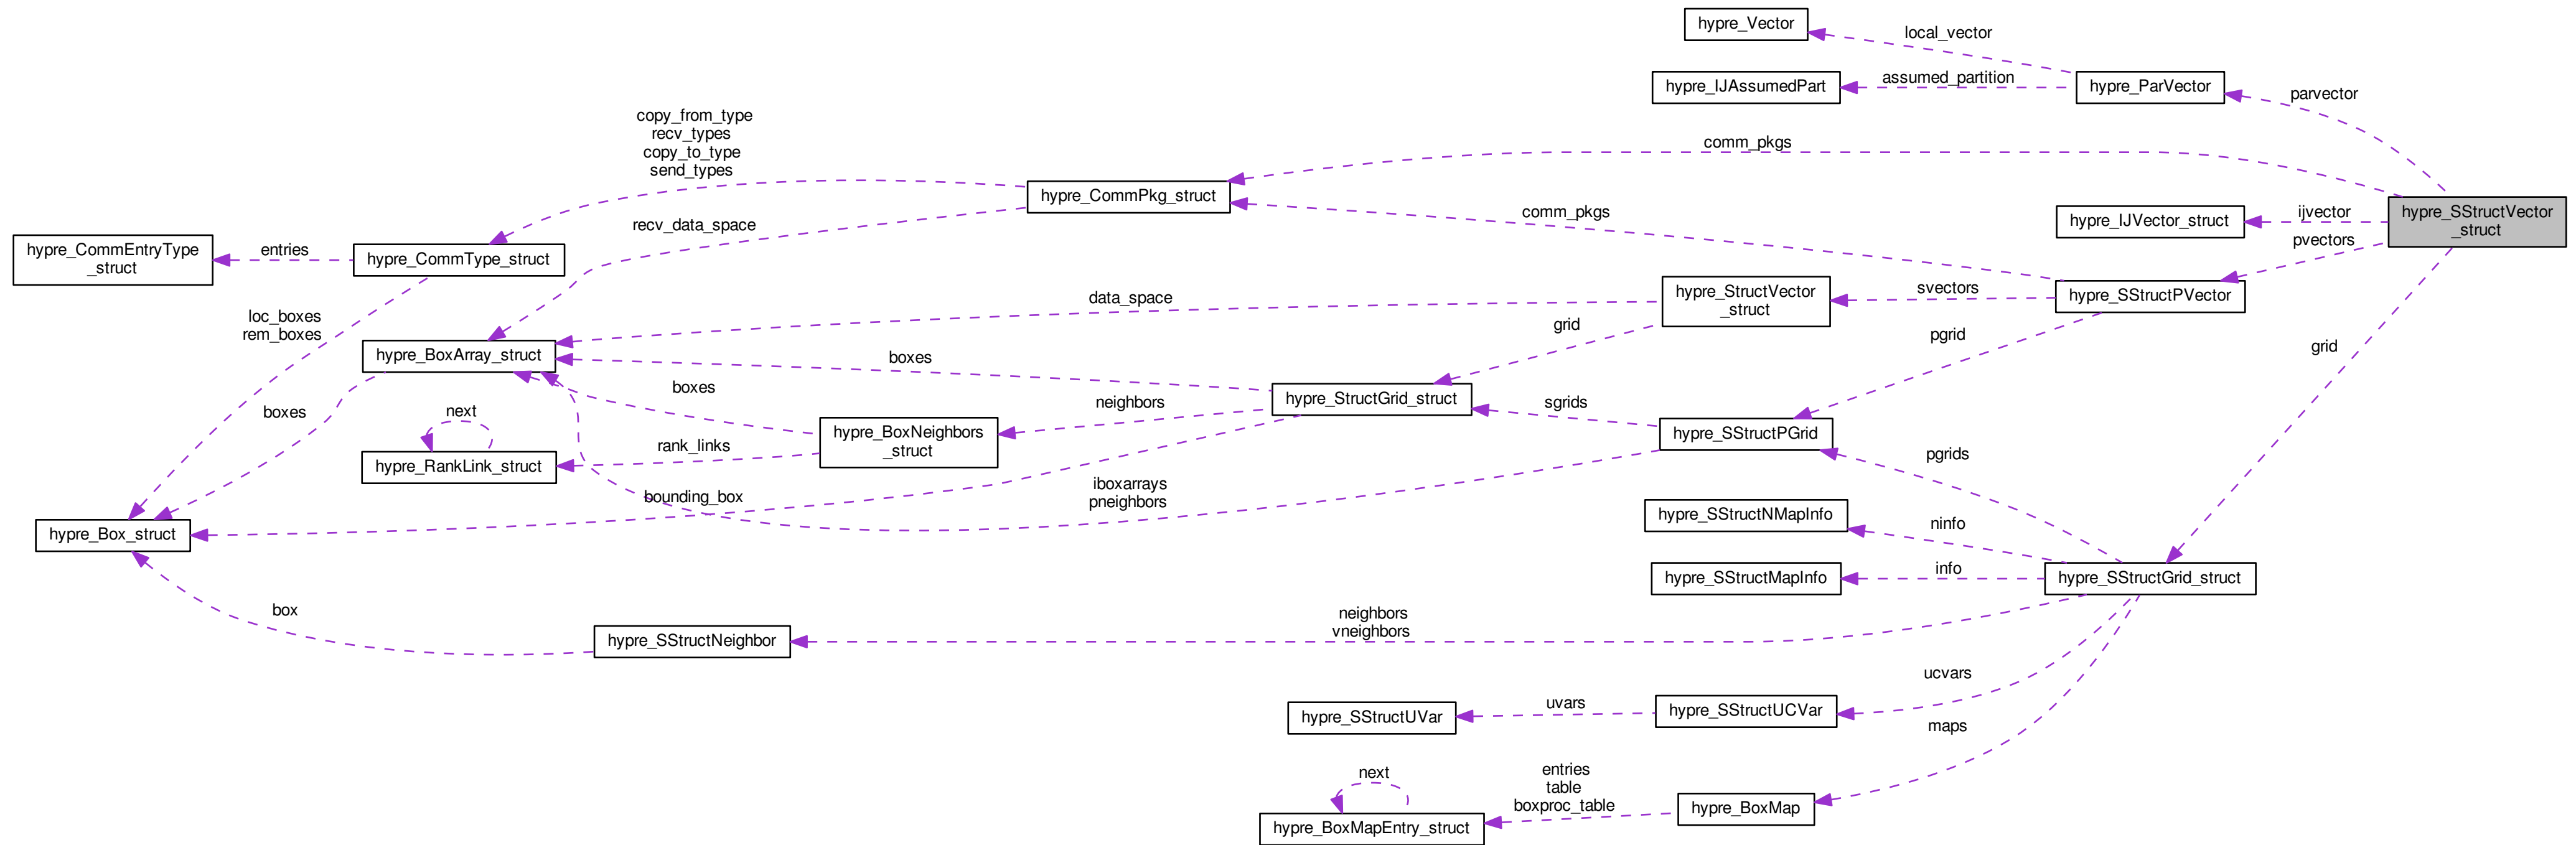 hypre_Vector
local_vector
hypre_IJAssumedPart
assumed_partition
hypre_ParVector
parvector
copy_from_type
recv_types
copy_to_type
send_types
comm_pkgs
hypre_CommPkg_struct
hypre_SStructVector
_struct
ijvector
hypre_IJVector_struct
comm_pkgs
recv_data_space
pvectors
hypre_CommEntryType
_struct
entries
hypre_CommType_struct
hypre_StructVector
_struct
svectors
hypre_SStructPVector
data_space
loc_boxes
rem_boxes
grid
pgrid
grid
hypre_BoxArray_struct
boxes
boxes
hypre_StructGrid_struct
neighbors
sgrids
boxes
next
hypre_BoxNeighbors
_struct
hypre_SStructPGrid
rank_links
hypre_RankLink_struct
pgrids
bounding_box
iboxarrays
pneighbors
hypre_SStructNMapInfo
ninfo
hypre_Box_struct
info
hypre_SStructMapInfo
hypre_SStructGrid_struct
box
neighbors
vneighbors
hypre_SStructNeighbor
ucvars
hypre_SStructUVar
uvars
hypre_SStructUCVar
maps
next
entries
table
boxproc_table
hypre_BoxMap
hypre_BoxMapEntry_struct